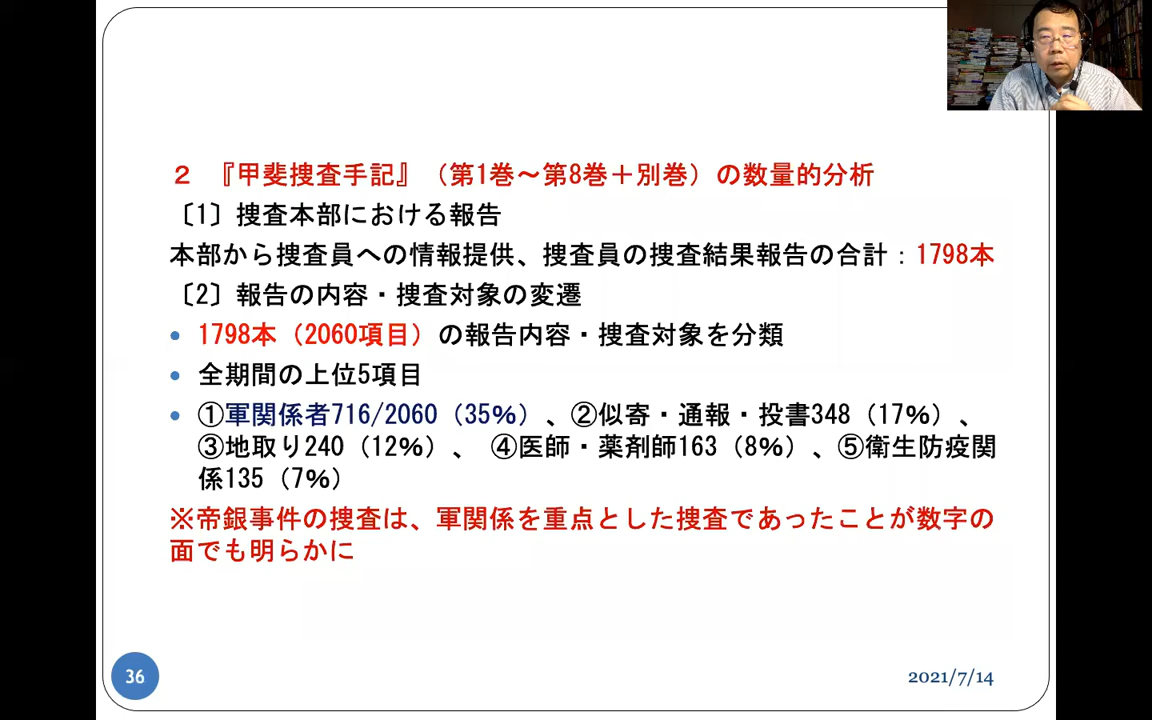 ２　『甲斐捜査手記』（第1巻～第8巻＋別巻）の数量的分析
〔1〕捜査本部における報告
本部から捜査員への情報提供、捜査員の捜査結果報告の合計：1798本
〔2〕報告の内容・捜査対象の変遷
• 1798本（2060項目）の報告内容・捜査対象を分類
• 全期間の上位5項目
• ①軍関係者716/2060（35%）、②似寄・通報・投書348（17%）、
③地取り240（12%）、④医師・薬剤師163（8%）、⑤衛生防疫関
係135（7%）
※帝銀事件の捜査は、軍関係を重点とした捜査であったことが数字の
面でも明らかに
36
2021/7/14